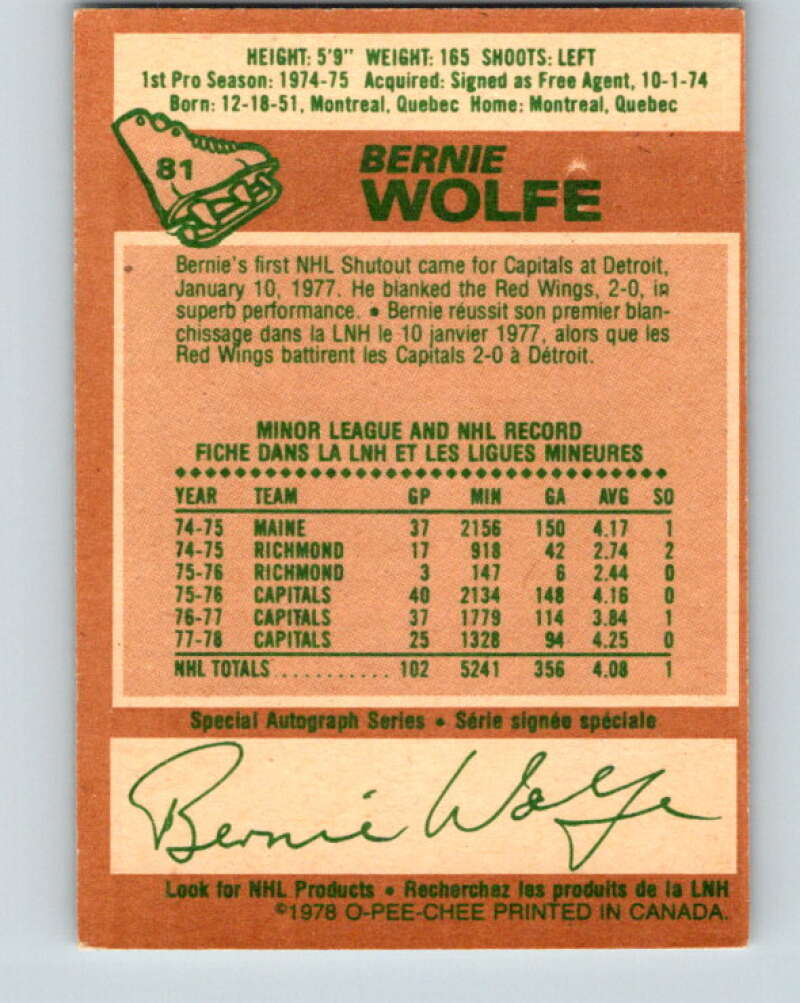 HEIGHT: 5'9" WEIGHT: 165 SHOOTS: LEFT
1st Pro Season: 1974-75 Acquired: Signed as Free Agent, 10-1-74
Born: 12-18-51, Montreal, Quebec Home: Montreal, Quebec
81
BERNIE
WOLFE
Bernie's first NHL Shutout came for Capitals at Detroit,
January 10, 1977. He blanked the Red Wings, 2-0, in
superb performance. • Bernie réussit son premier blan-
chissage dans la LNH le 10 janvier 1977, alors que les
Red Wings battirent les Capitals 2-0 à Détroit.
MINOR LEAGUE AND NHL RECORD
FICHE DANS LA LNH ET LES LIGUES MINEURES
YEAR TEAM GP MIN GA AVG SO
74-75 MAINE 37 2156 150 4.17 1
74-75 RICHMOND 17 918 42 2.74 2
75-76 RICHMOND 3 147 6 2.44 0
75-76 CAPITALS 40 2134 148 4.16 0
76-77 CAPITALS 37 1779 114 3.84 1
77-78 CAPITALS 25 1328 94 4.25 0
NHL TOTALS........... 102 5241 356 4.08 1
Special Autograph Series • Série signée spéciale
Bernie Wolfe
Look for NHL Products • Recherchez les produits de la LNH
©1978 O-PEE-CHEE PRINTED IN CANADA.